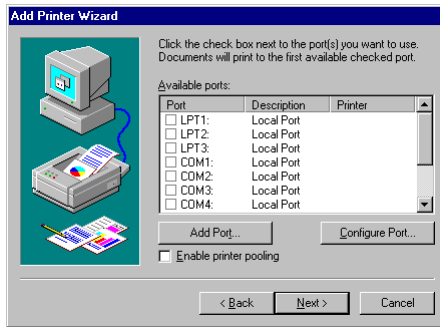 Add Printer Wizard
Click the check box next to the port(s) you want to use.
Documents will print to the first available checked port.
Available ports:
Port Description Printer
LPT1: Local Port
LPT2: Local Port
LPT3: Local Port
COM1: Local Port
COM2: Local Port
COM3: Local Port
COM4: Local Port
Add Port... Configure Port...
Enable printer pooling
< Back Next > Cancel